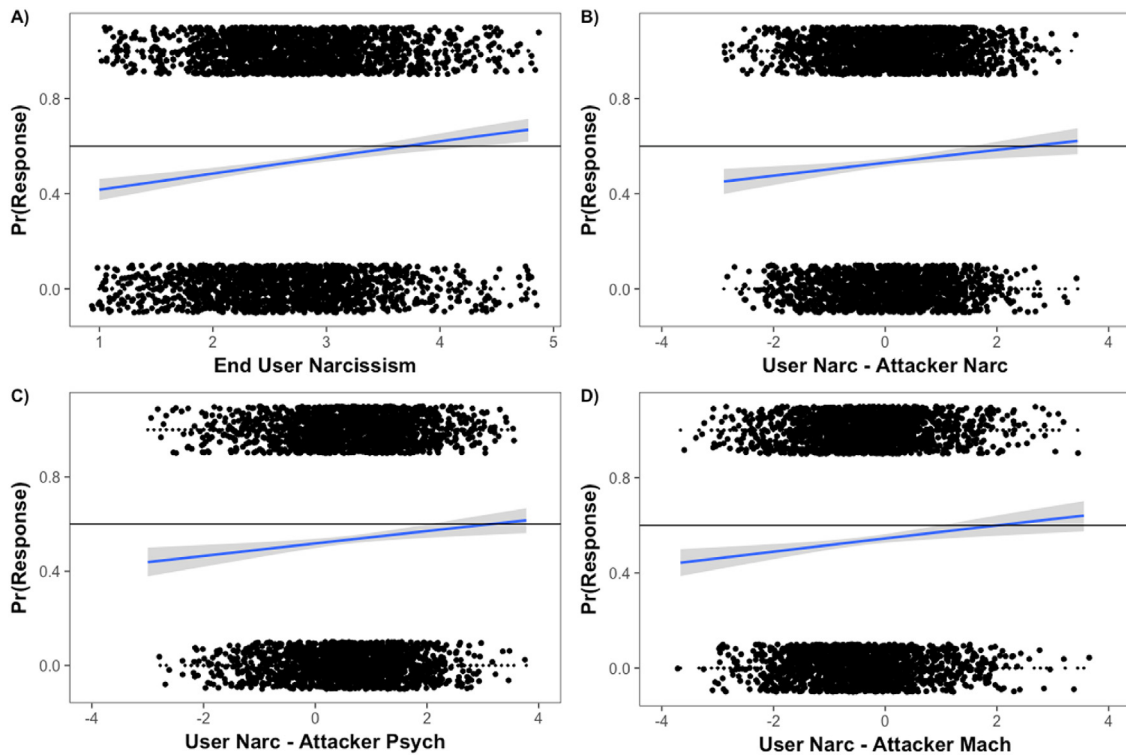 A)
Pr(Response)
0.8
0.4
0.0
1 2 3 4 5
End User Narcissism
B)
Pr(Response)
0.8
0.4
0.0
-4 -2 0 2 4
User Narc - Attacker Narc
C)
Pr(Response)
0.8
0.4
0.0
-4 -2 0 2 4
User Narc - Attacker Psych
D)
Pr(Response)
0.8
0.4
0.0
-4 -2 0 2 4
User Narc - Attacker Mach